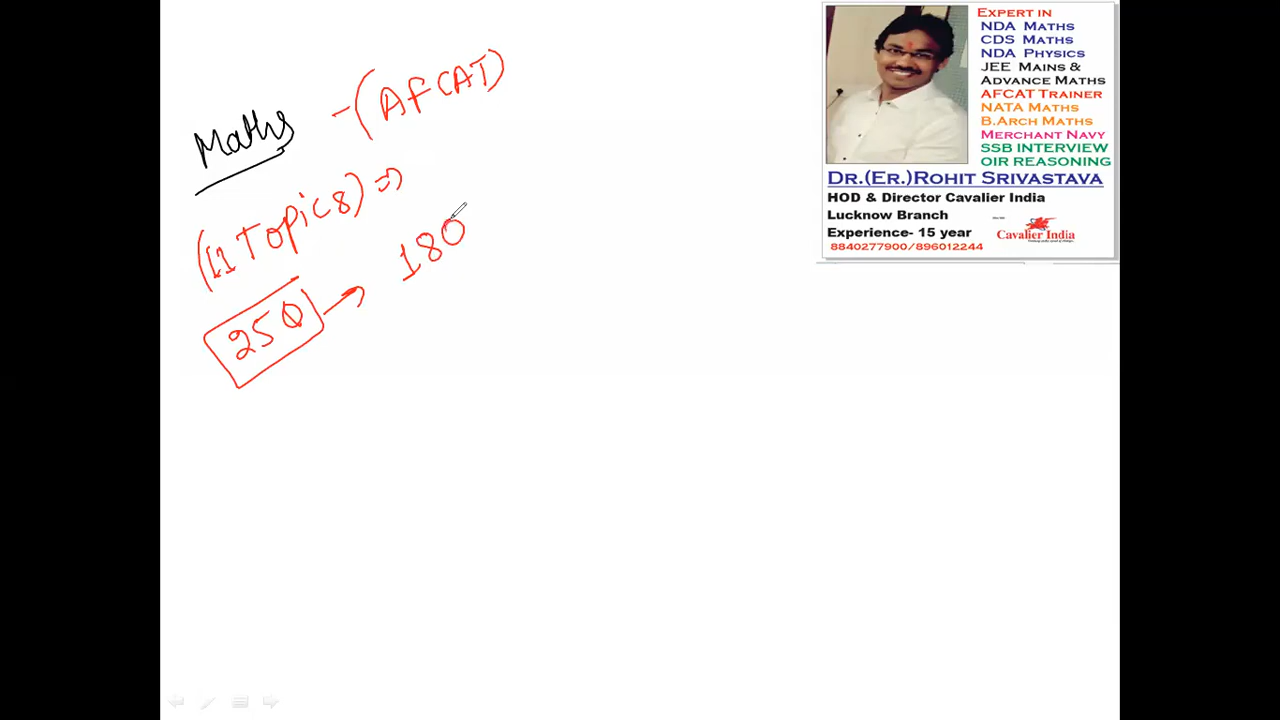 Maths - (AFCAT)
(11 Topics) ⇒
25Q → 180
EXPERT IN
NDA MATHS
CDS MATHS
NDA PHYSICS
JEE MAINS &
ADVANCE MATHS
AFCAT TRAINER
NATA MATHS
B.ARCH MATHS
MERCHANT NAVY
SSB INTERVIEW
OIR REASONING
DR.(ER.)ROHIT SRIVASTAVA
HOD & Director Cavalier India
Lucknow Branch
Experience- 15 year
8840277900/896012244
Cavalier India